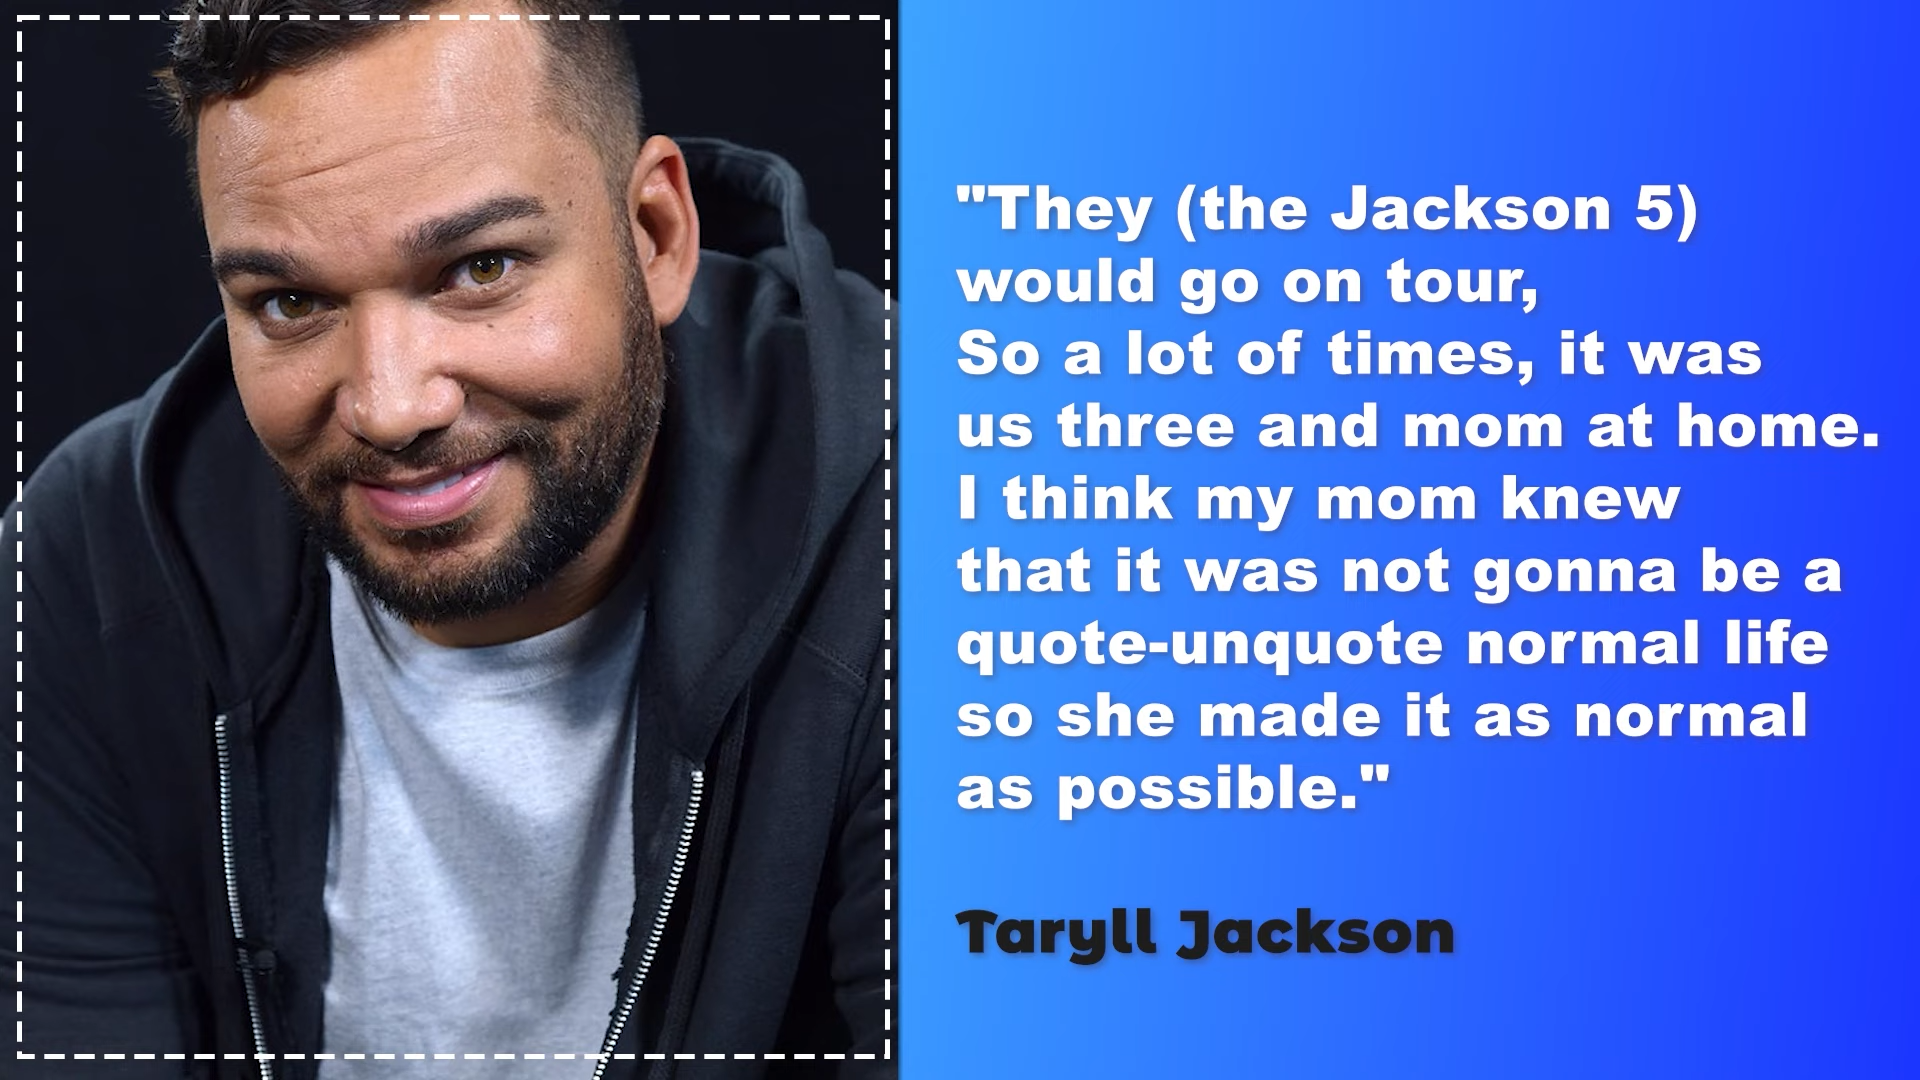 "They (the Jackson 5)
would go on tour,
So a lot of times, it was
us three and mom at home.
I think my mom knew
that it was not gonna be a
quote-unquote normal life
so she made it as normal
as possible."
Taryll Jackson